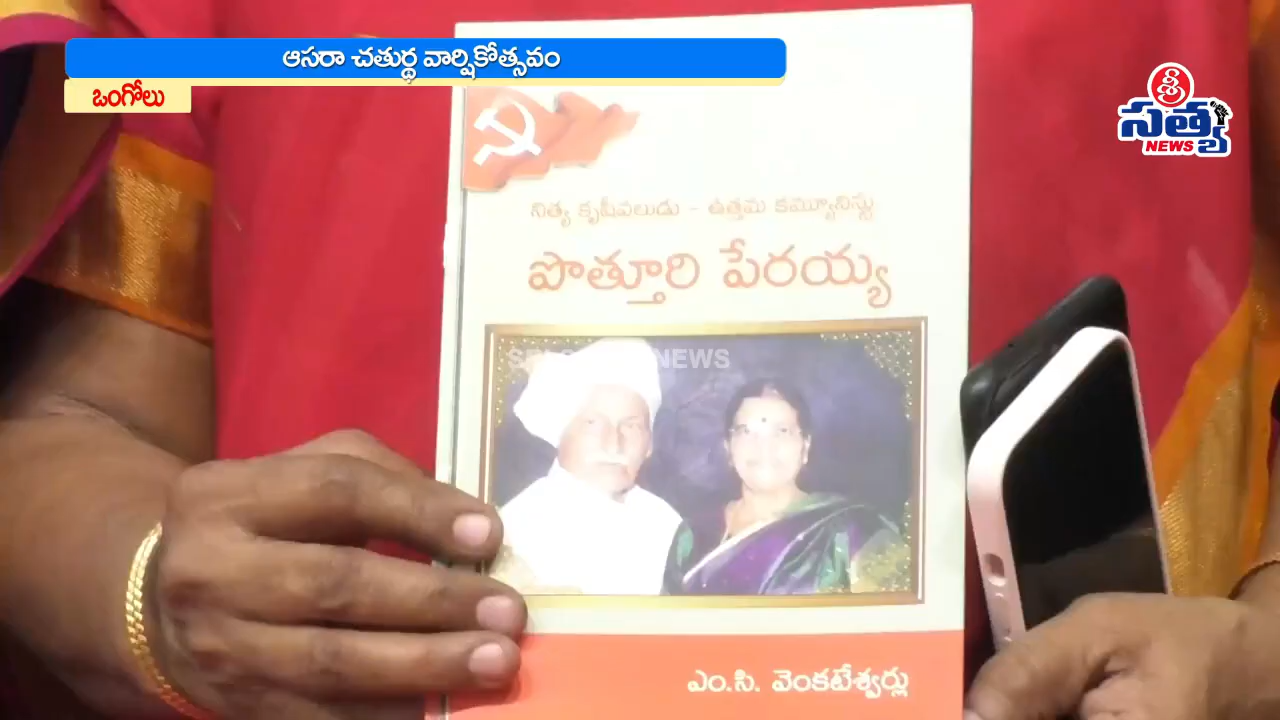 ఆసరా చతుర్థ వార్షికోత్సవం
ఒంగోలు
శ్రీ
సత్య
NEWS
నిత్య కృషీవలుడు - ఉత్తమ కమ్యూనిస్టు
పొత్తూరి పేరయ్య
NEWS
ఎం.సి. వెంకటేశ్వర్లు